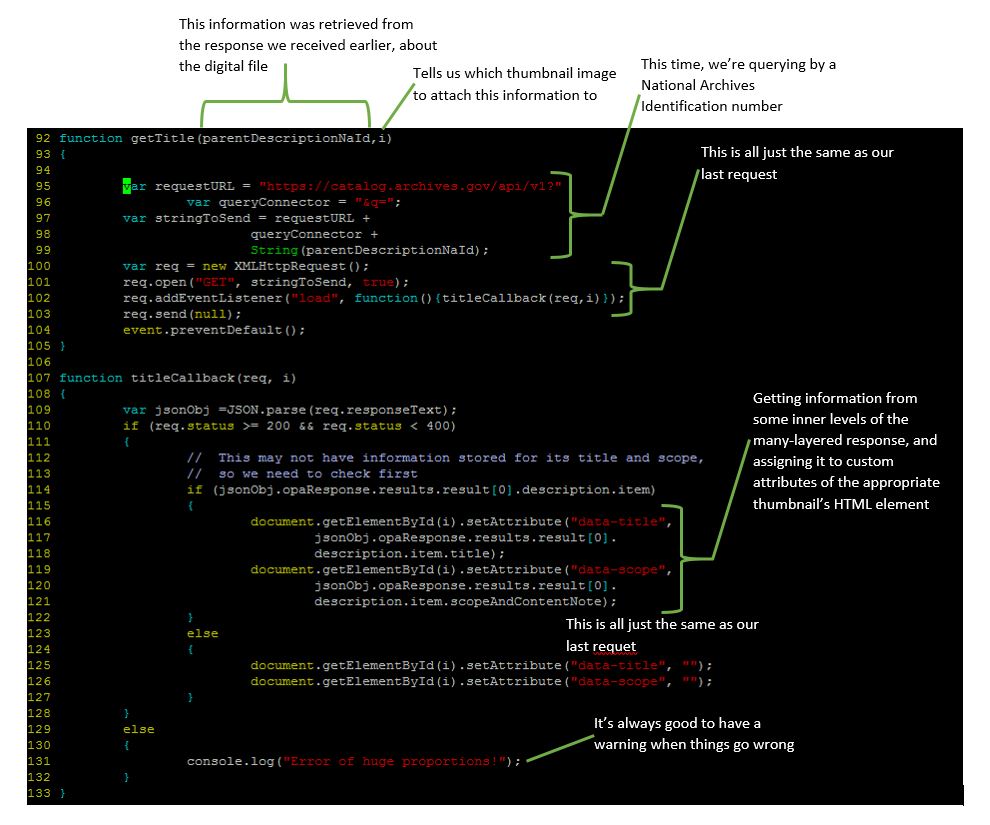 This information was retrieved from
the response we received earlier, about
the digital file
Tells us which thumbnail image
to attach this information to
This time, we're querying by a
National Archives
Identification number
92 function getTitle(parentDescriptionNaId,i)
93 {
94
This is all just the same as our
last request
95 var requestURL = "https://catalog.archives.gov/api/v1?"
96 var queryConnector = "&q=";
97 var stringToSend = requestURL +
98 queryConnector +
99 String(parentDescriptionNaId);
100 var req = new XMLHttpRequest();
101 req.open("GET", stringToSend, true);
102 req.addEventListener("load", function(){titleCallback(req,i)});
103 req.send(null);
104 event.preventDefault();
105 }
106
107 function titleCallback(req, i)
108 {
109 var jsonObj =JSON.parse(req.responseText);
110 if (req.status >= 200 && req.status < 400)
111 {
112 // This may not have information stored for its title and scope,
113 // so we need to check first
114 if (jsonObj.opaResponse.results.result[0].description.item)
115 {
116 document.getElementById(i).setAttribute("data-title",
117 jsonObj.opaResponse.results.result[0].
118 description.item.title);
119 document.getElementById(i).setAttribute("data-scope",
120 jsonObj.opaResponse.results.result[0].
121 description.item.scopeAndContentNote);
122 }
Getting information from
some inner levels of the
many-layered response, and
assigning it to custom
attributes of the appropriate
thumbnail's HTML element
123 else
124 {
This is all just the same as our
last requet
125 document.getElementById(i).setAttribute("data-title", "");
126 document.getElementById(i).setAttribute("data-scope", "");
127 }
128 }
129 else
130 {
131 console.log("Error of huge proportions!");
132 }
133 }
It's always good to have a
warning when things go wrong